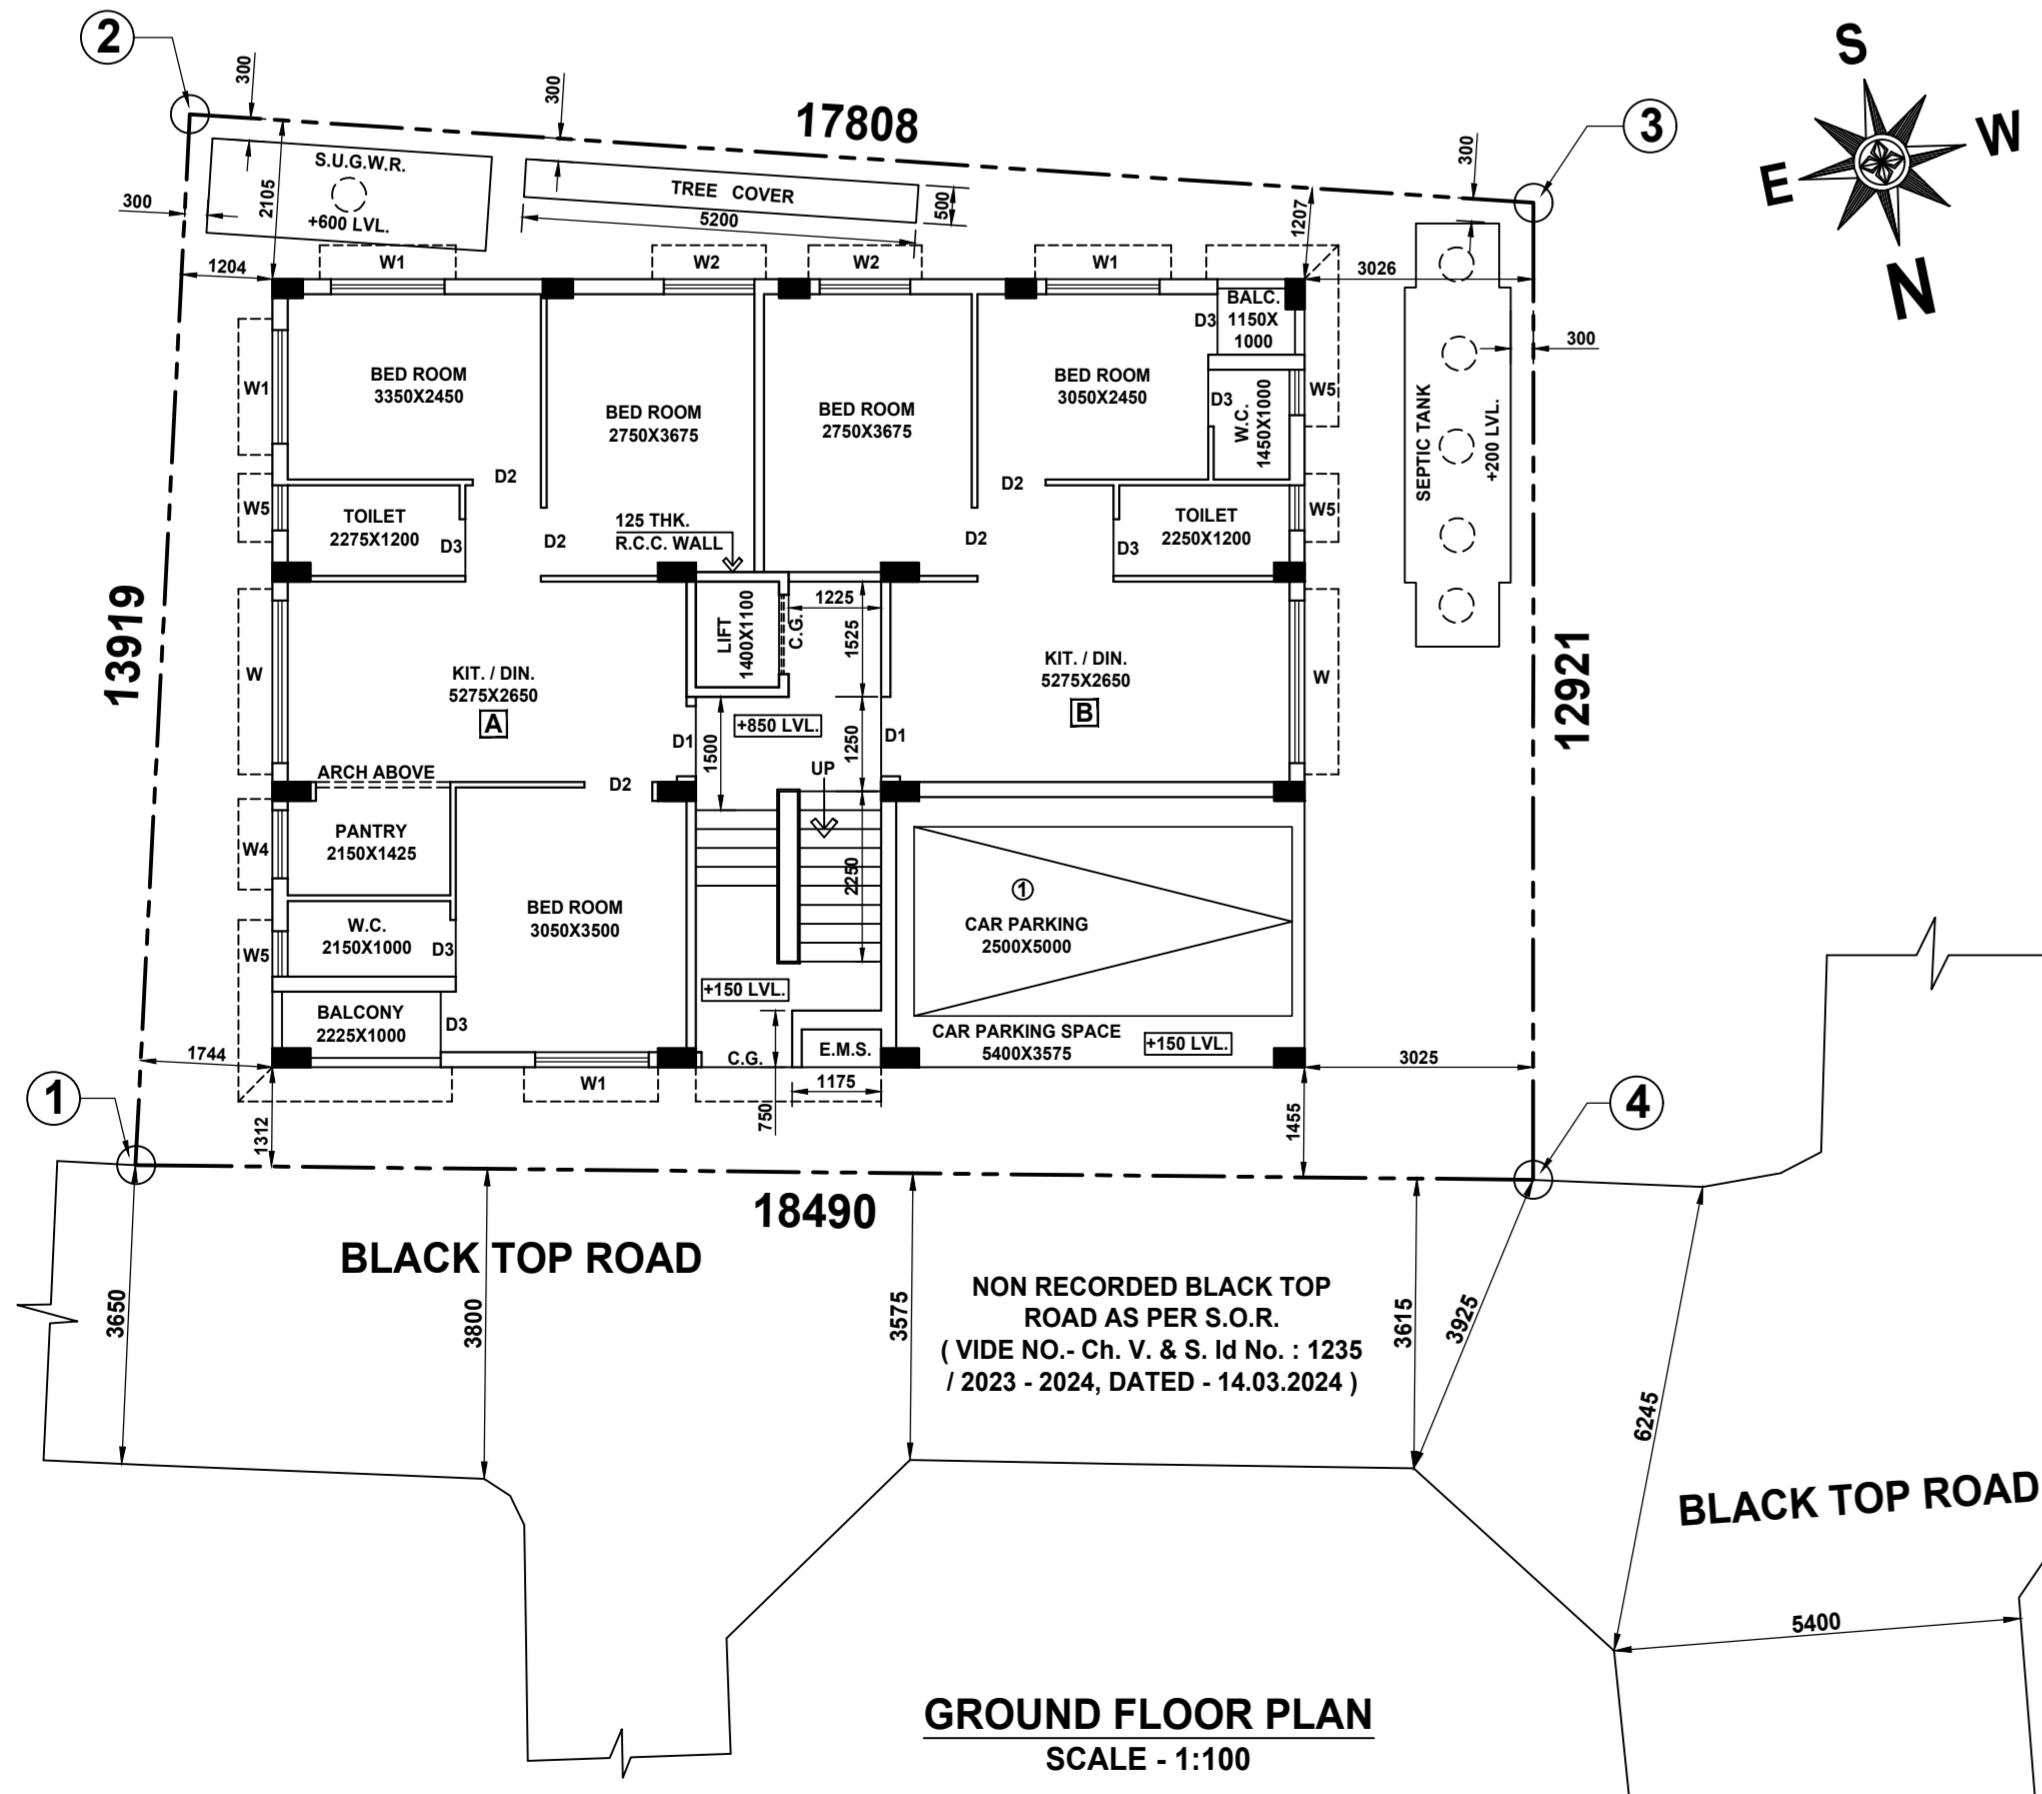 2
300
300
17808
3
300
S
W
E
N
S.U.G.W.R.
+600 LVL.
2105
300
TREE COVER
5200
500
1207
1204
W1
W2
W2
W1
3026
300
BALC.
1150X
1000
D3
BED ROOM
3350X2450
BED ROOM
2750X3675
BED ROOM
2750X3675
BED ROOM
3050X2450
D3
W.C.
1450X1000
W1
W5
SEPTIC TANK
+200 LVL.
D2
D2
W5
TOILET
2275X1200
D3
D2
125 THK.
R.C.C. WALL
D2
TOILET
2250X1200
D3
W5
13919
LIFT
1400X1100
C.G.
1225
1525
12921
W
KIT. / DIN.
5275X2650
A
KIT. / DIN.
5275X2650
B
W
D1
1500
+850 LVL.
1250
D1
UP
ARCH ABOVE
D2
PANTRY
2150X1425
W4
2250
1
CAR PARKING
2500X5000
BED ROOM
3050X3500
W.C.
2150X1000
D3
W5
+150 LVL.
BALCONY
2225X1000
D3
E.M.S.
CAR PARKING SPACE
5400X3575
+150 LVL.
1744
C.G.
3025
W1
1175
750
1
1312
1455
4
18490
BLACK TOP ROAD
3650
3800
3575
NON RECORDED BLACK TOP
ROAD AS PER S.O.R.
( VIDE NO.- Ch. V. & S. Id No. : 1235
/ 2023 - 2024, DATED - 14.03.2024 )
3615
3925
6245
BLACK TOP ROAD
5400
GROUND FLOOR PLAN
SCALE - 1:100